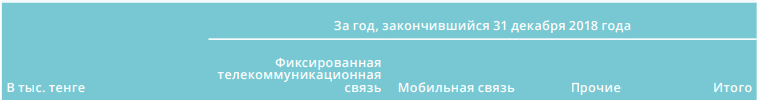 За год, закончившийся 31 декабря 2018 года
Фиксированная
телекоммуникационная
В тыс. тенге связь Мобильная связь Прочие Итого